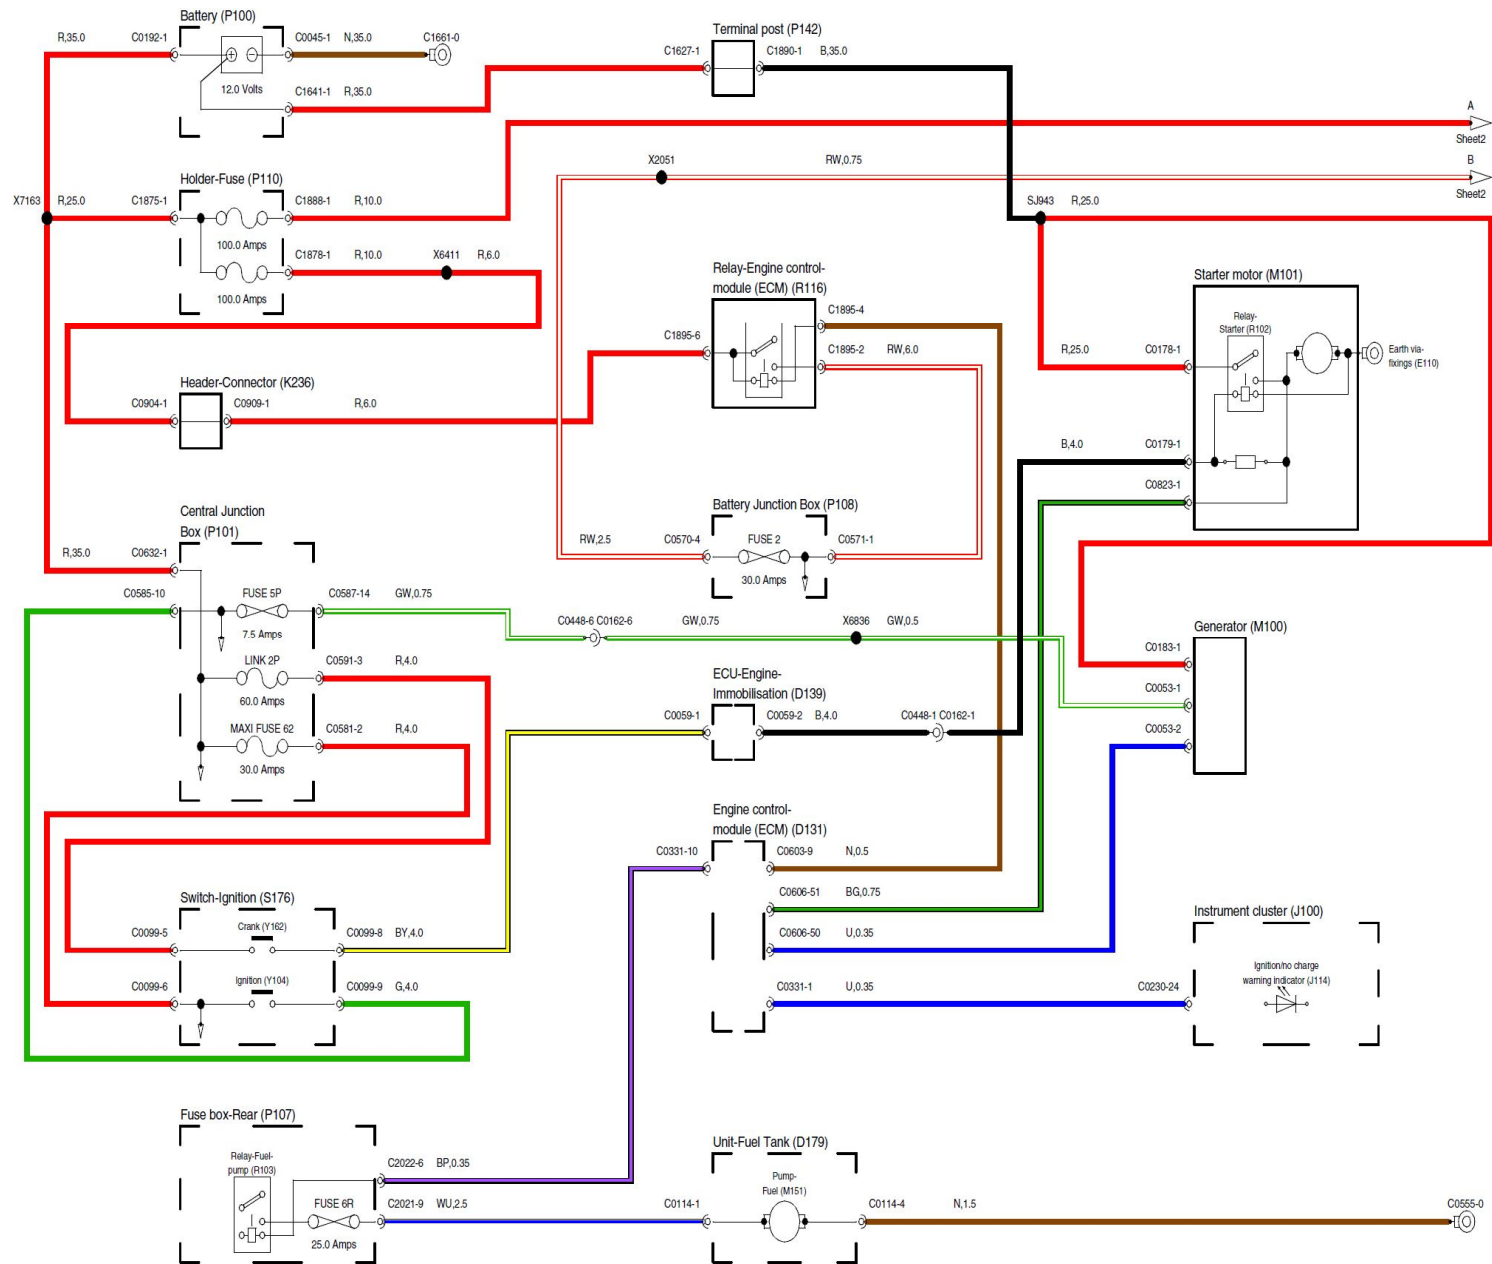 Battery (P100)
R,35.0 C0192-1
C0045-1 N,35.0 C1661-0
12.0 Volts
C1641-1 R,35.0
Terminal post (P142)
C1627-1
C1890-1 B,35.0
A
Sheet2
X2051 RW,0.75
B
Sheet2
Holder-Fuse (P110)
X7163 R,25.0 C1875-1
C1888-1 R,10.0
100.0 Amps
C1878-1 R,10.0 X6411 R,6.0
100.0 Amps
SJ943 R,25.0
Relay-Engine control-
module (ECM) (R116)
C1895-4
C1895-6
C1895-2 RW,6.0
Starter motor (M101)
Relay-
Starter (R102)
R,25.0 C0178-1
Earth via-
fixings (E110)
B,4.0 C0179-1
C0823-1
Header-Connector (K236)
C0904-1
C0909-1 R,6.0
Central Junction
Box (P101)
R,35.0 C0632-1
C0585-10
FUSE 5P
7.5 Amps
C0587-14 GW,0.75
LINK 2P
60.0 Amps
C0591-3 R,4.0
MAXI FUSE 62
30.0 Amps
C0581-2 R,4.0
Battery Junction Box (P108)
RW,2.5 C0570-4
FUSE 2
30.0 Amps
C0571-1
C0448-6 C0162-6 GW,0.75 X6836 GW,0.5
Generator (M100)
C0183-1
C0053-1
C0053-2
ECU-Engine-
Immobilisation (D139)
C0059-1
C0059-2 B,4.0 C0448-1 C0162-1
Engine control-
module (ECM) (D131)
C0331-10
C0603-9 N,0.5
C0606-51 BG,0.75
C0606-50 U,0.35
C0331-1 U,0.35 C0230-24
Instrument cluster (J100)
Ignition/no charge
warning indicator (J114)
Switch-Ignition (S176)
C0099-5
Crank (Y162)
C0099-8 BY,4.0
C0099-6
Ignition (Y104)
C0099-9 G,4.0
Fuse box-Rear (P107)
Relay-Fuel-
pump (R103)
FUSE 6R
25.0 Amps
C2022-6 BP,0.35
C2021-9 WU,2.5
Unit-Fuel Tank (D179)
C0114-1
Pump-
Fuel (M151)
C0114-4 N,1.5 C0555-0